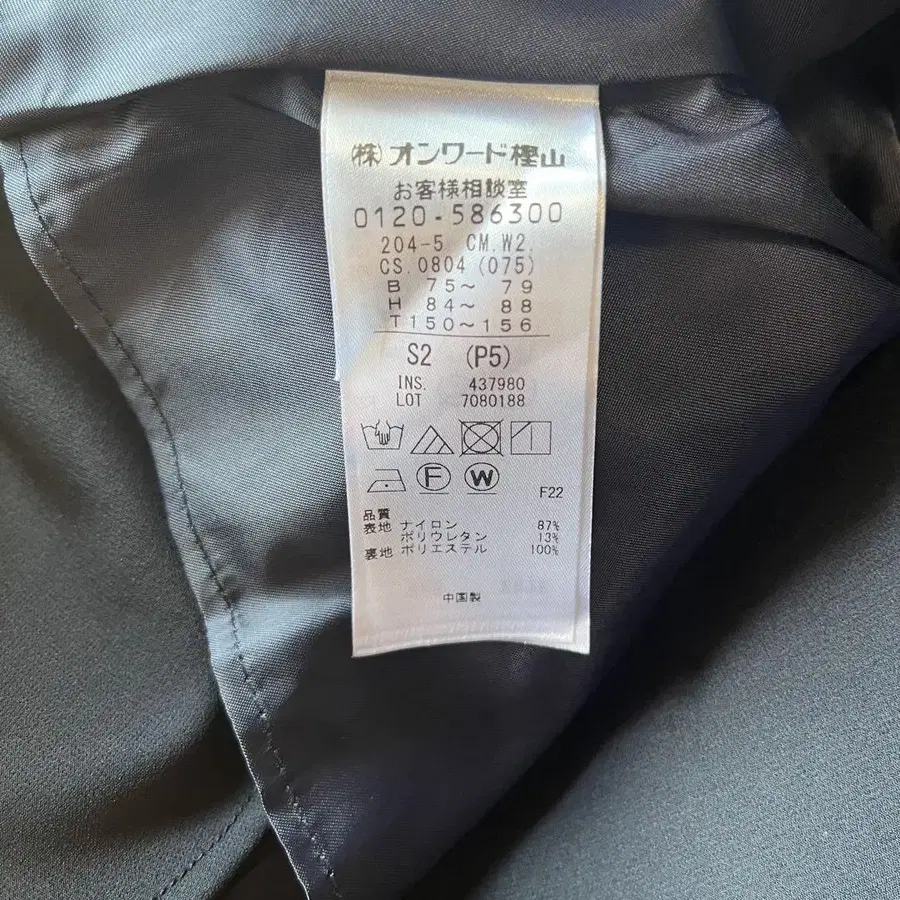 (株)オンワード樫山
お客様相談室
0120-586300
204-5 CM.W2.
CS.0804 (075)
B 75~ 79
H 84~ 88
T150~156
S2 (P5)
INS. 437980
LOT 7080188
F W
F22
品質
表地 ナイロン 87%
ポリウレタン 13%
裏地 ポリエステル 100%
中国製